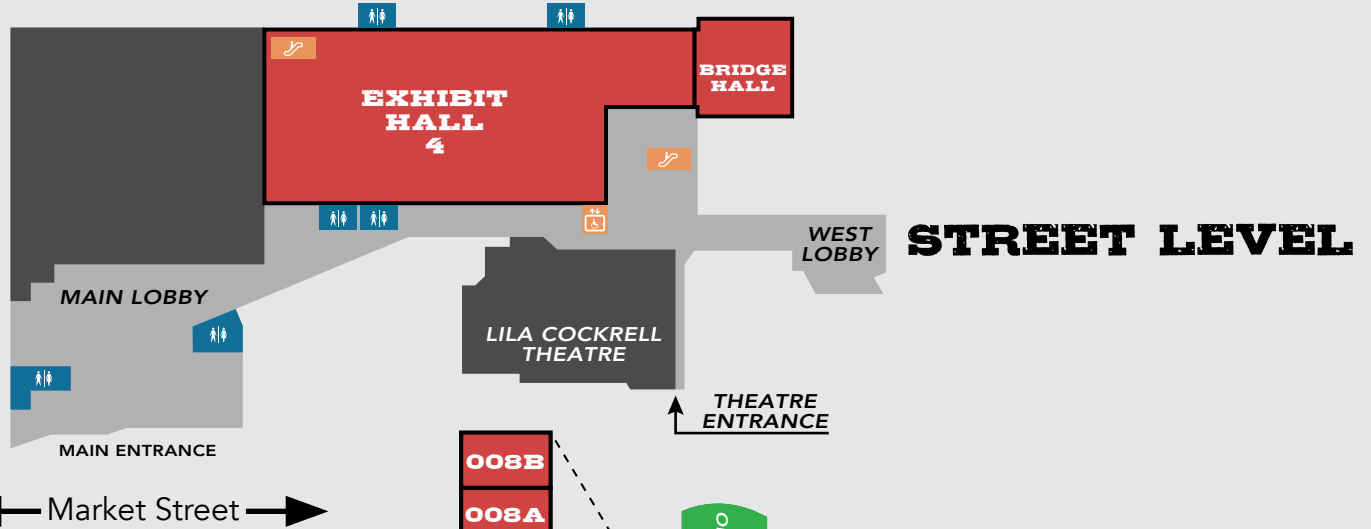 BRIDGE
HALL
EXHIBIT
HALL
4
WEST
LOBBY
STREET LEVEL
MAIN LOBBY
LILA COCKRELL
THEATRE
THEATRE
ENTRANCE
MAIN ENTRANCE
008B
Market Street
008A